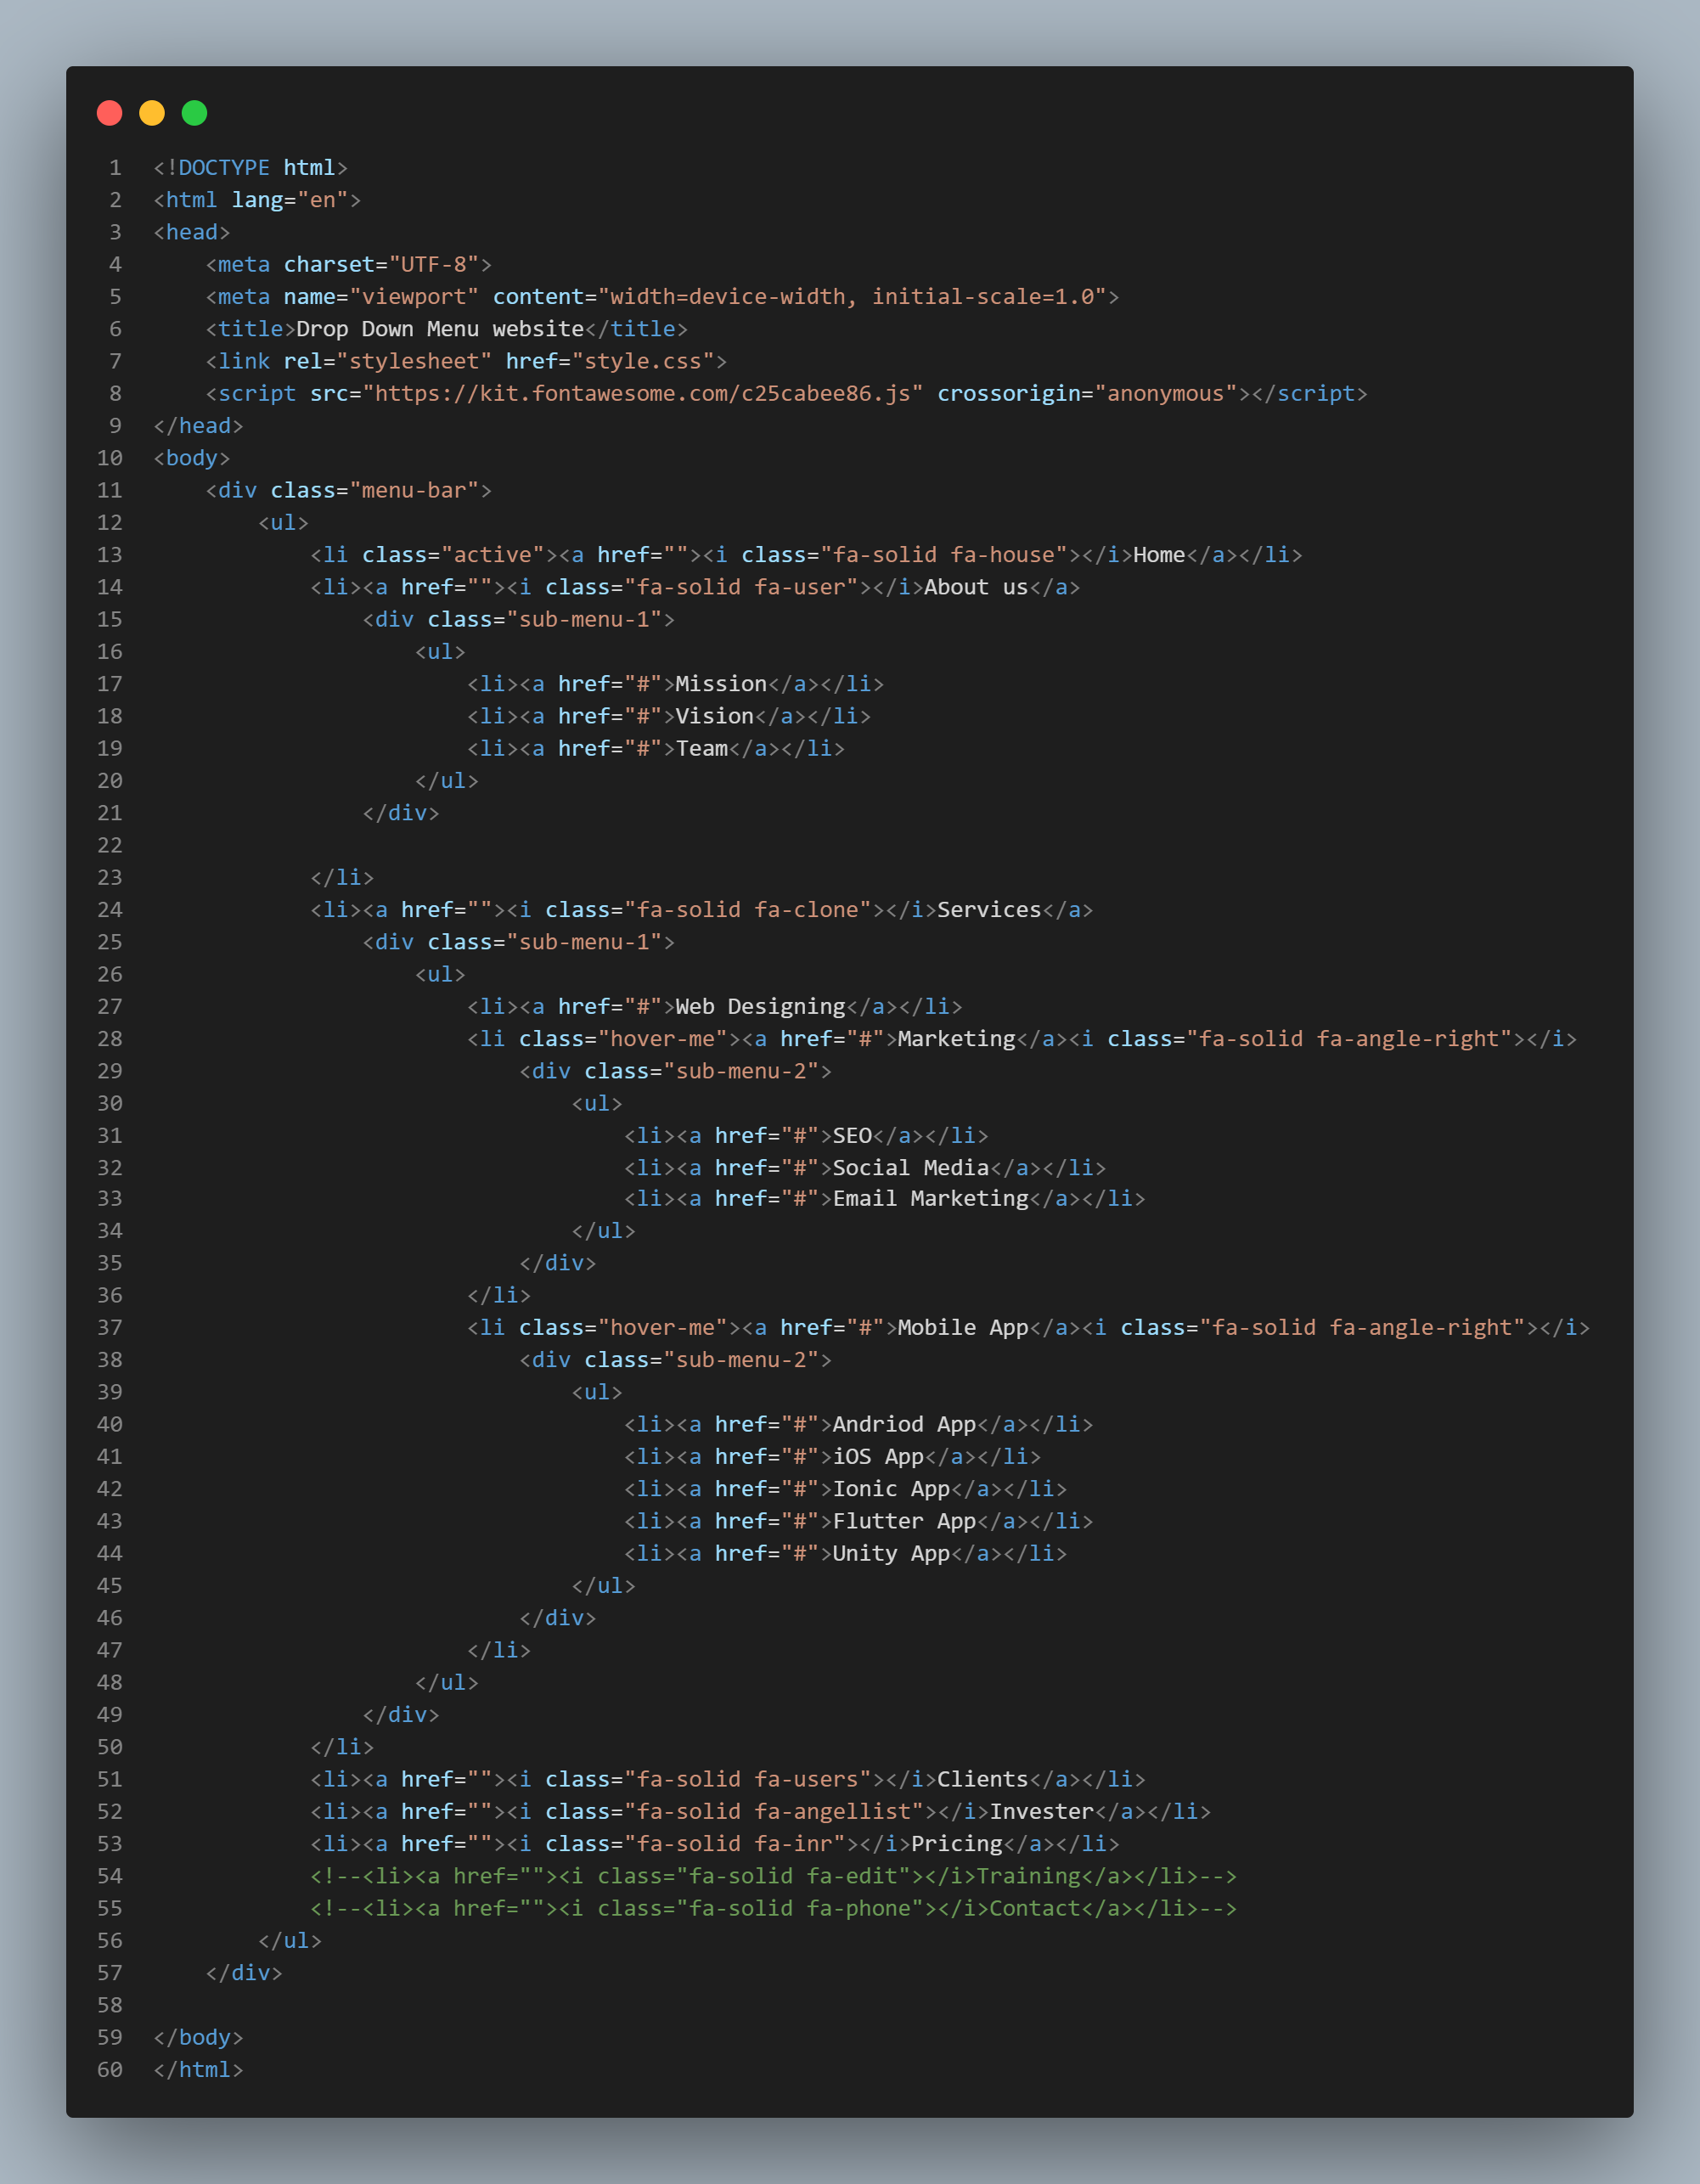 1 <!DOCTYPE html>
2 <html lang="en">
3 <head>
4     <meta charset="UTF-8">
5     <meta name="viewport" content="width=device-width, initial-scale=1.0">
6     <title>Drop Down Menu website</title>
7     <link rel="stylesheet" href="style.css">
8     <script src="https://kit.fontawesome.com/c25cabee86.js" crossorigin="anonymous"></script>
9 </head>
10 <body>
11     <div class="menu-bar">
12         <ul>
13             <li class="active"><a href=""><i class="fa-solid fa-house"></i>Home</a></li>
14             <li><a href=""><i class="fa-solid fa-user"></i>About us</a>
15                 <div class="sub-menu-1">
16                     <ul>
17                         <li><a href="#">Mission</a></li>
18                         <li><a href="#">Vision</a></li>
19                         <li><a href="#">Team</a></li>
20                     </ul>
21                 </div>
22
23             </li>
24             <li><a href=""><i class="fa-solid fa-clone"></i>Services</a>
25                 <div class="sub-menu-1">
26                     <ul>
27                         <li><a href="#">Web Designing</a></li>
28                         <li class="hover-me"><a href="#">Marketing</a><i class="fa-solid fa-angle-right"></i>
29                             <div class="sub-menu-2">
30                                 <ul>
31                                     <li><a href="#">SEO</a></li>
32                                     <li><a href="#">Social Media</a></li>
33                                     <li><a href="#">Email Marketing</a></li>
34                                 </ul>
35                             </div>
36                         </li>
37                         <li class="hover-me"><a href="#">Mobile App</a><i class="fa-solid fa-angle-right"></i>
38                             <div class="sub-menu-2">
39                                 <ul>
40                                     <li><a href="#">Andriod App</a></li>
41                                     <li><a href="#">iOS App</a></li>
42                                     <li><a href="#">Ionic App</a></li>
43                                     <li><a href="#">Flutter App</a></li>
44                                     <li><a href="#">Unity App</a></li>
45                                 </ul>
46                             </div>
47                         </li>
48                     </ul>
49                 </div>
50             </li>
51             <li><a href=""><i class="fa-solid fa-users"></i>Clients</a></li>
52             <li><a href=""><i class="fa-solid fa-angellist"></i>Invester</a></li>
53             <li><a href=""><i class="fa-solid fa-inr"></i>Pricing</a></li>
54             <!--<li><a href=""><i class="fa-solid fa-edit"></i>Training</a></li>-->
55             <!--<li><a href=""><i class="fa-solid fa-phone"></i>Contact</a></li>-->
56         </ul>
57     </div>
58
59 </body>
60 </html>